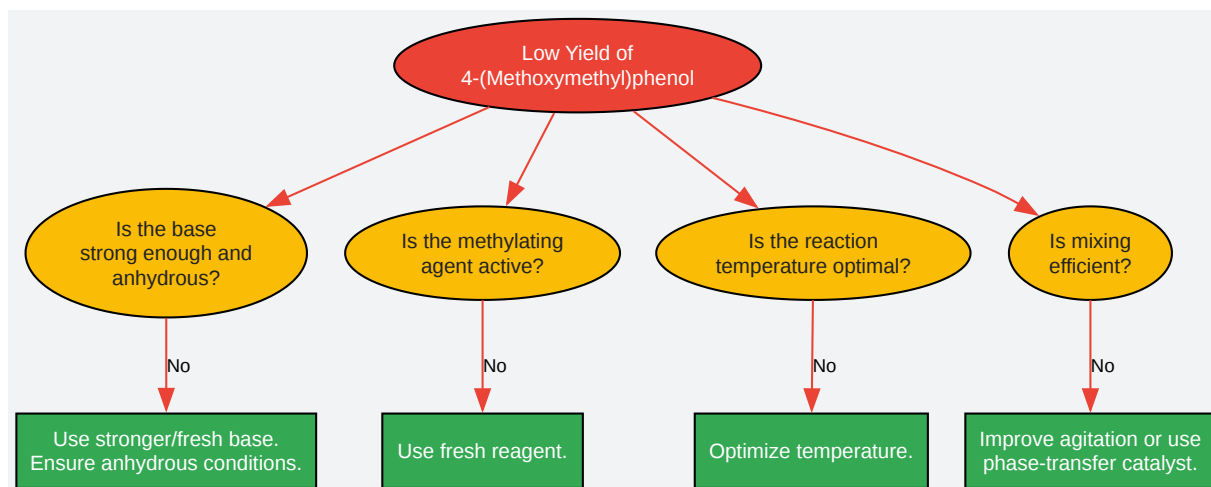 Low Yield of
4-(Methoxymethyl)phenol
Is the base
strong enough and
anhydrous?
Is the methylating
agent active?
Is the reaction
temperature optimal?
Is mixing
efficient?
No
No
No
No
Use stronger/fresh base.
Ensure anhydrous conditions.
Use fresh reagent.
Optimize temperature.
Improve agitation or use
phase-transfer catalyst.